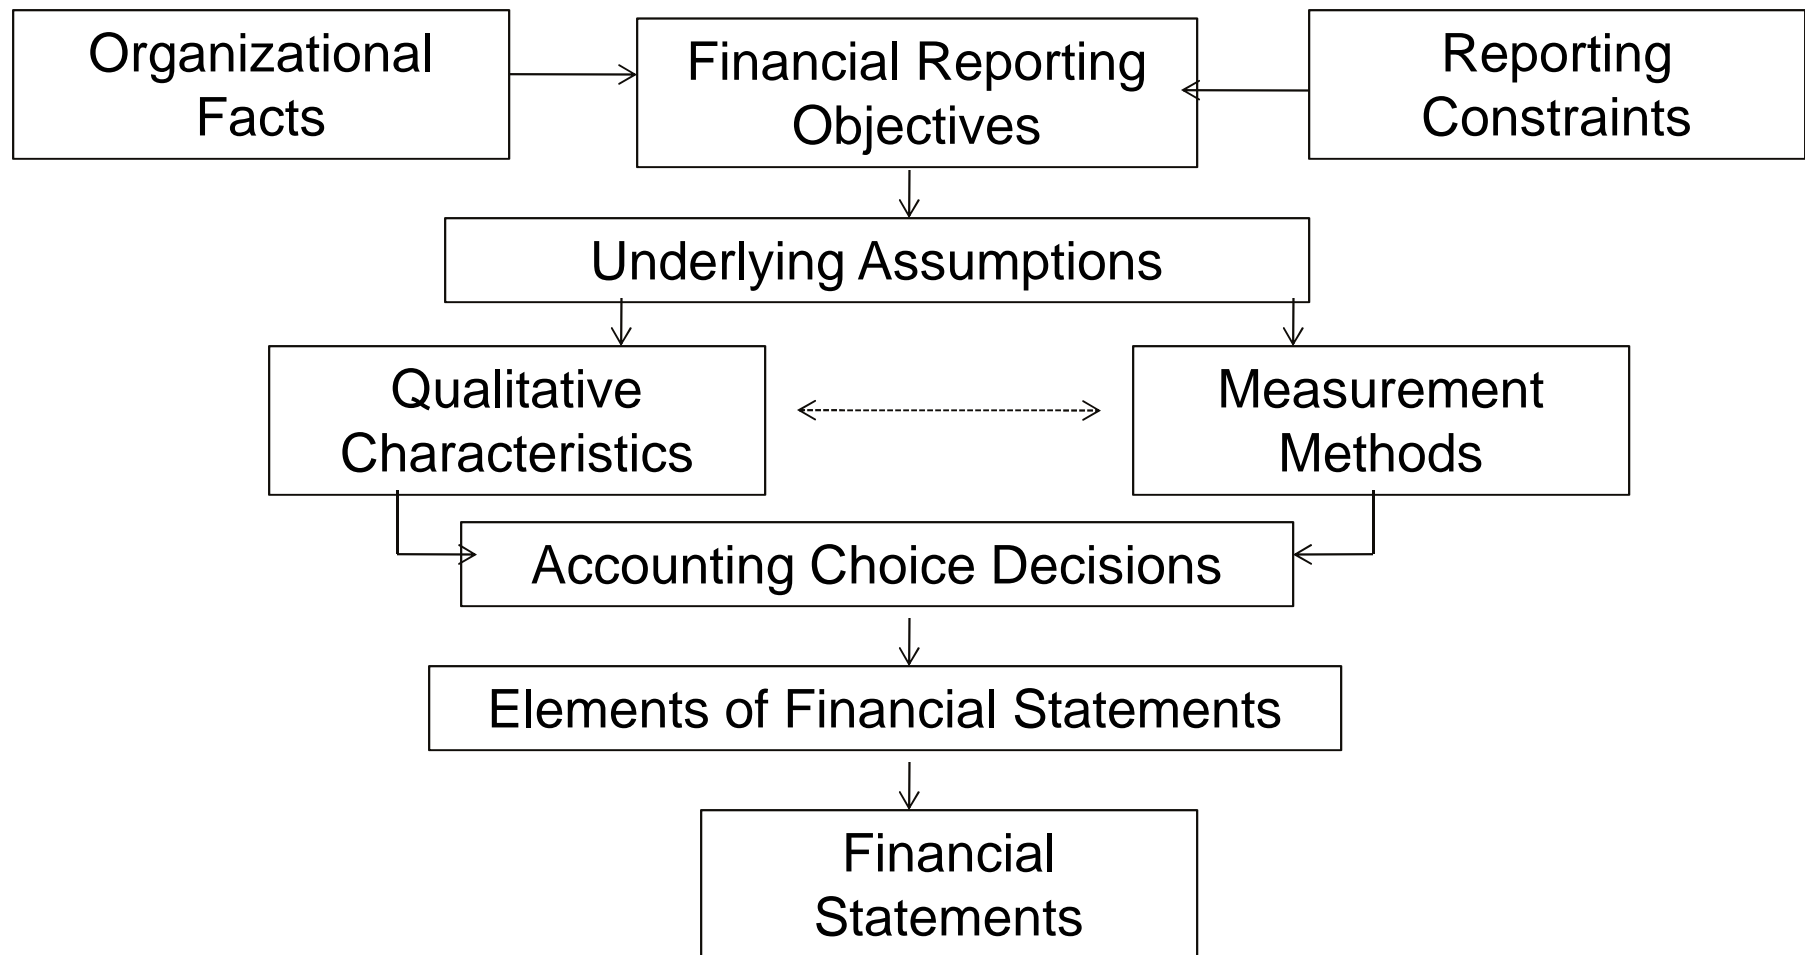 Organizational
Facts
Financial Reporting
Objectives
Reporting
Constraints
Underlying Assumptions
Qualitative
Characteristics
Measurement
Methods
Accounting Choice Decisions
Elements of Financial Statements
Financial
Statements